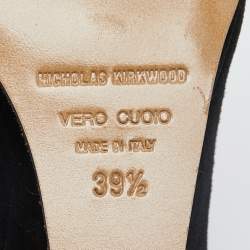 NICHOLAS KIRKWOOD
VERO CUOIO
MADE IN ITALY
39½